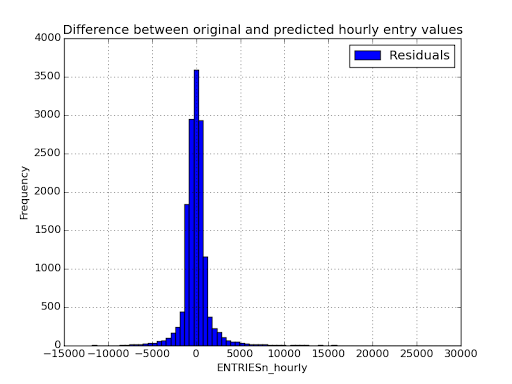 Difference between original and predicted hourly entry values
Residuals
4000
3500
3000
2500
2000
1500
1000
500
0
Frequency
−15000 −10000 −5000 0 5000 10000 15000 20000 25000 30000
ENTRIESn_hourly